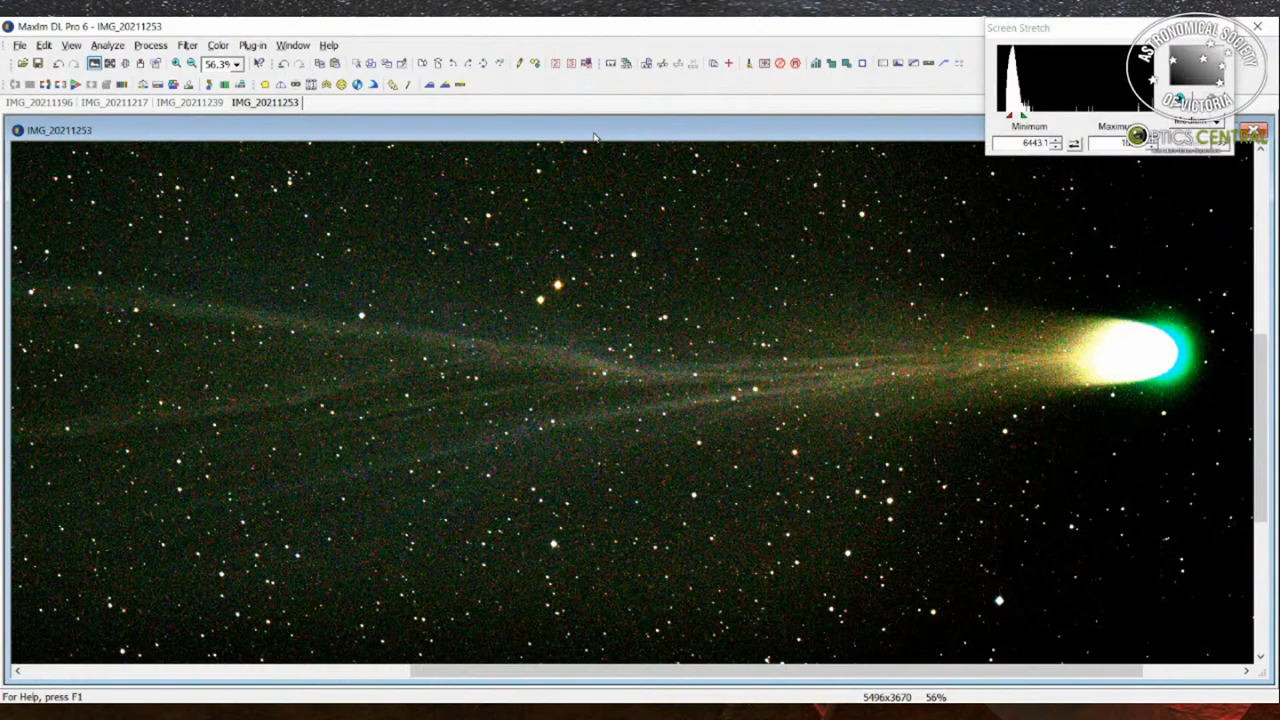 MaxIm DL Pro 6 - IMG_20211253
File Edit View Analyze Process Filter Color Plug-in Window Help
56.3%
IMG_20211196 IMG_20211217 IMG_20211239 IMG_20211253
IMG_20211253
Screen Stretch
Minimum
6443.1
ASTRONOMICAL SOCIETY
OF VICTORIA
OPTICS CENTRAL
For Help, press F1
5496x3670 56%